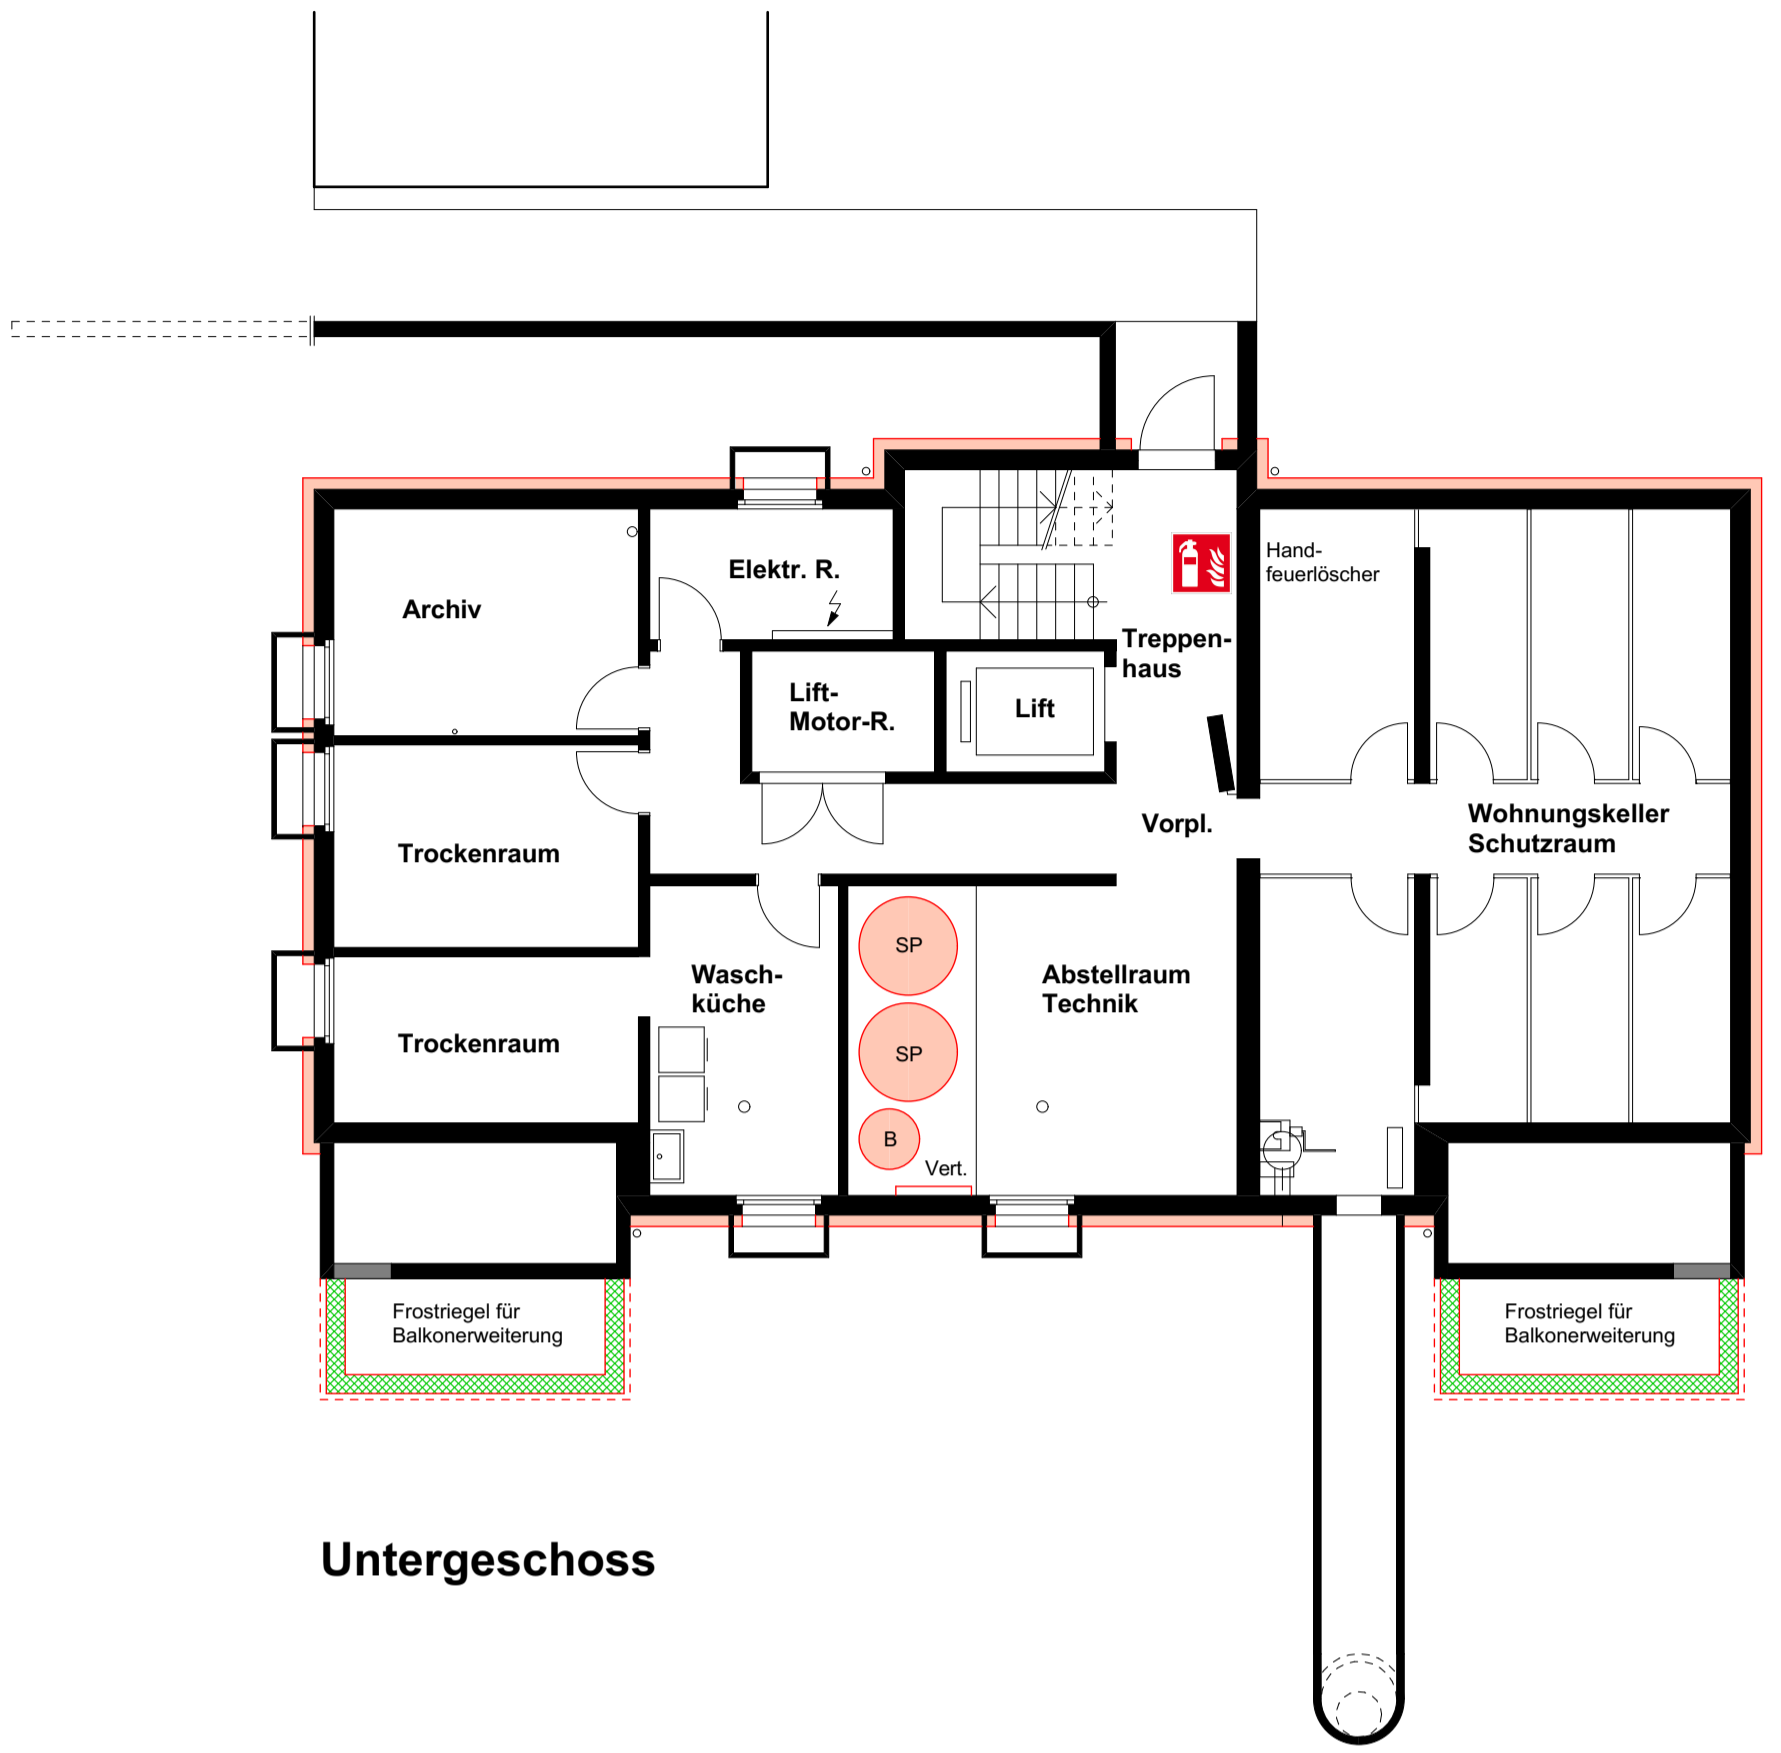 Elektr. R.
Hand-
feuerlöscher
Archiv
Treppen-
haus
Lift-
Motor-R.
Lift
Vorpl.
Wohnungskeller
Schutzraum
Trockenraum
SP
Wasch-
küche
Abstellraum
Technik
Trockenraum
SP
B
Vert.
Frostriegel für
Balkonerweiterung
Frostriegel für
Balkonerweiterung
Untergeschoss